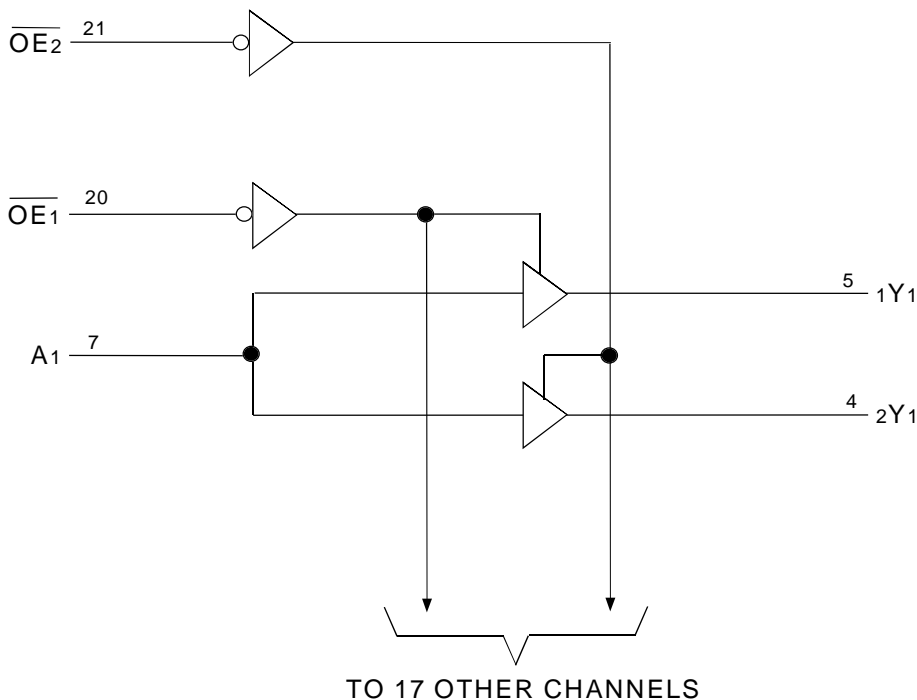 OE2 21
OE1 20
5 1Y1
A1 7
4 2Y1
TO 17 OTHER CHANNELS